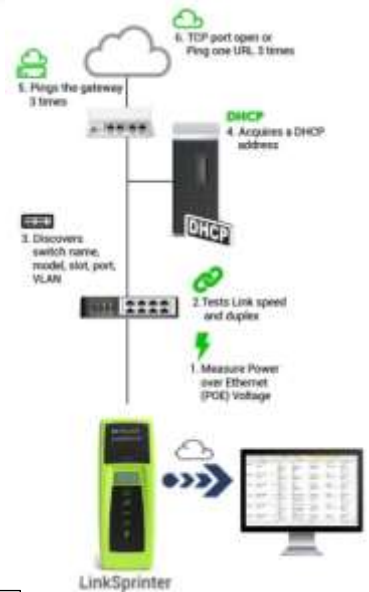 6. TCP port open or
Ping one URL 3 times
5. Pings the gateway
3 times
DHCP
4. Acquires a DHCP
address
DHCP
3. Discovers
switch name,
model, slot, port,
VLAN
2. Tests Link speed
and duplex
1. Measure Power
over Ethernet
(POE) Voltage
LinkSprinter